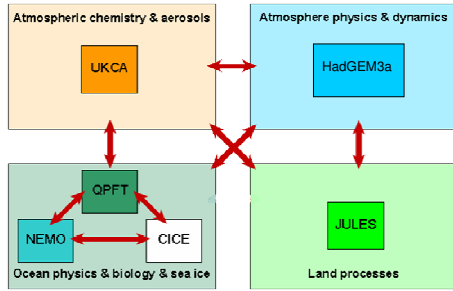 Atmospheric chemistry & aerosols
UKCA
Atmosphere physics & dynamics
HadGEM3a
QPFT
NEMO
CICE
Ocean physics & biology & sea ice
JULES
Land processes